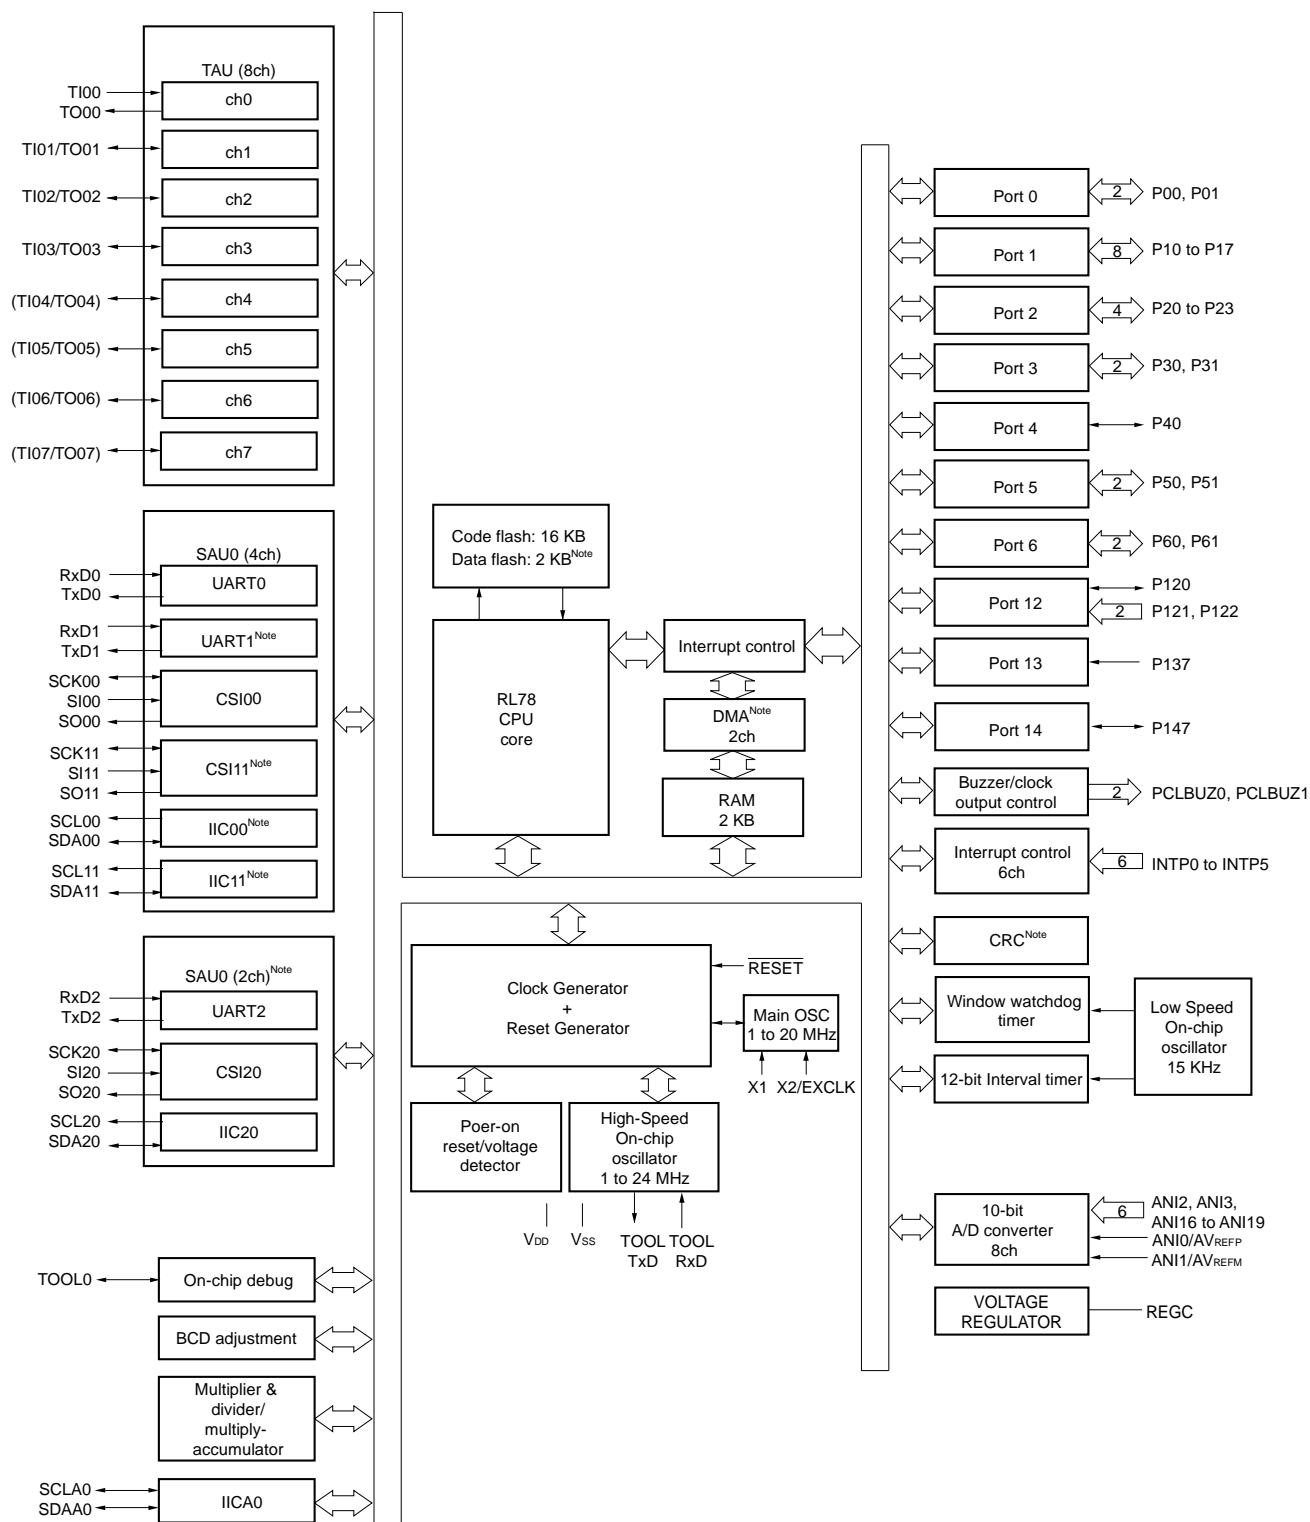 TAU (8ch)
TI00
TO00
ch0
TI01/TO01
ch1
TI02/TO02
ch2
TI03/TO03
ch3
(TI04/TO04)
ch4
(TI05/TO05)
ch5
(TI06/TO06)
ch6
(TI07/TO07)
ch7
SAU0 (4ch)
RxD0
TxD0
UART0
RxD1
TxD1
UART1Note
SCK00
SI00
SO00
CSI00
SCK11
SI11
SO11
CSI11Note
SCL00
SDA00
IIC00Note
SCL11
SDA11
IIC11Note
SAU0 (2ch)Note
RxD2
TxD2
UART2
SCK20
SI20
SO20
CSI20
SCL20
SDA20
IIC20
TOOL0
On-chip debug
BCD adjustment
Multiplier &
divider/
multiply-
accumulator
SCLA0
SDAA0
IICA0
Code flash: 16 KB
Data flash: 2 KBNote
RL78
CPU
core
Interrupt control
DMANote
2ch
RAM
2 KB
Clock Generator
+
Reset Generator
RESET
Main OSC
1 to 20 MHz
X1
X2/EXCLK
Poer-on
reset/voltage
detector
High-Speed
On-chip
oscillator
1 to 24 MHz
VDD
VSS
TOOL
TxD
TOOL
RxD
Port 0
2
P00, P01
Port 1
8
P10 to P17
Port 2
4
P20 to P23
Port 3
2
P30, P31
Port 4
P40
Port 5
2
P50, P51
Port 6
2
P60, P61
Port 12
P120
2
P121, P122
Port 13
P137
Port 14
P147
Buzzer/clock
output control
2
PCLBUZ0, PCLBUZ1
Interrupt control
6ch
6
INTP0 to INTP5
CRCNote
Window watchdog
timer
12-bit Interval timer
Low Speed
On-chip
oscillator
15 KHz
10-bit
A/D converter
8ch
6
ANI2, ANI3,
ANI16 to ANI19
ANI0/AVREFP
ANI1/AVREFM
VOLTAGE
REGULATOR
REGC